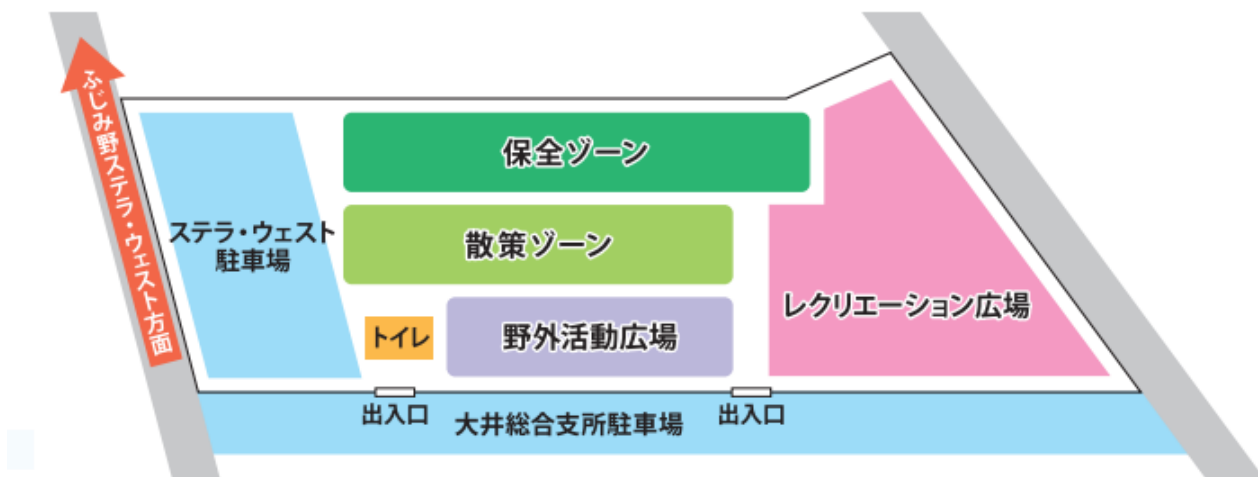 ふじみ野ステラ・ウェスト方面
保全ゾーン
ステラ・ウェスト
駐車場
散策ゾーン
レクリエーション広場
トイレ
野外活動広場
出入口
大井総合支所駐車場
出入口